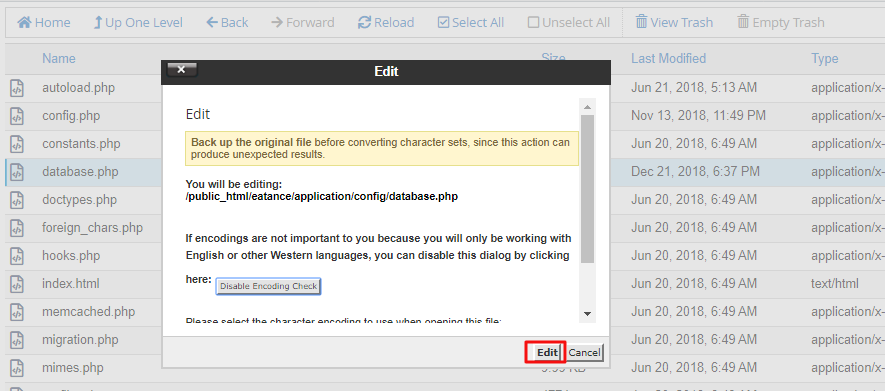 Home Up One Level Back Forward Reload Select All Unselect All View Trash Empty Trash
Name Size Last Modified Type
Edit
autoload.php Jun 21, 2018, 5:13 AM application/x-
config.php Nov 13, 2018, 11:49 PM application/x-
constants.php Jun 20, 2018, 6:49 AM application/x-
database.php Dec 21, 2018, 6:37 PM application/x-
doctypes.php Jun 20, 2018, 6:49 AM application/x-
foreign_chars.php Jun 20, 2018, 6:49 AM application/x-
hooks.php Jun 20, 2018, 6:49 AM application/x-
index.html Jun 20, 2018, 6:49 AM text/html
memcached.php Jun 20, 2018, 6:49 AM application/x-
migration.php Jun 20, 2018, 6:49 AM application/x-
mimes.php Jun 20, 2018, 6:49 AM application/x-
Edit
Back up the original file before converting character sets, since this action can
produce unexpected results.
You will be editing:
/public_html/eatance/application/config/database.php
If encodings are not important to you because you will only be working with
English or other Western languages, you can disable this dialog by clicking
here: Disable Encoding Check
Please select the character encoding to use when opening this file:
Edit Cancel